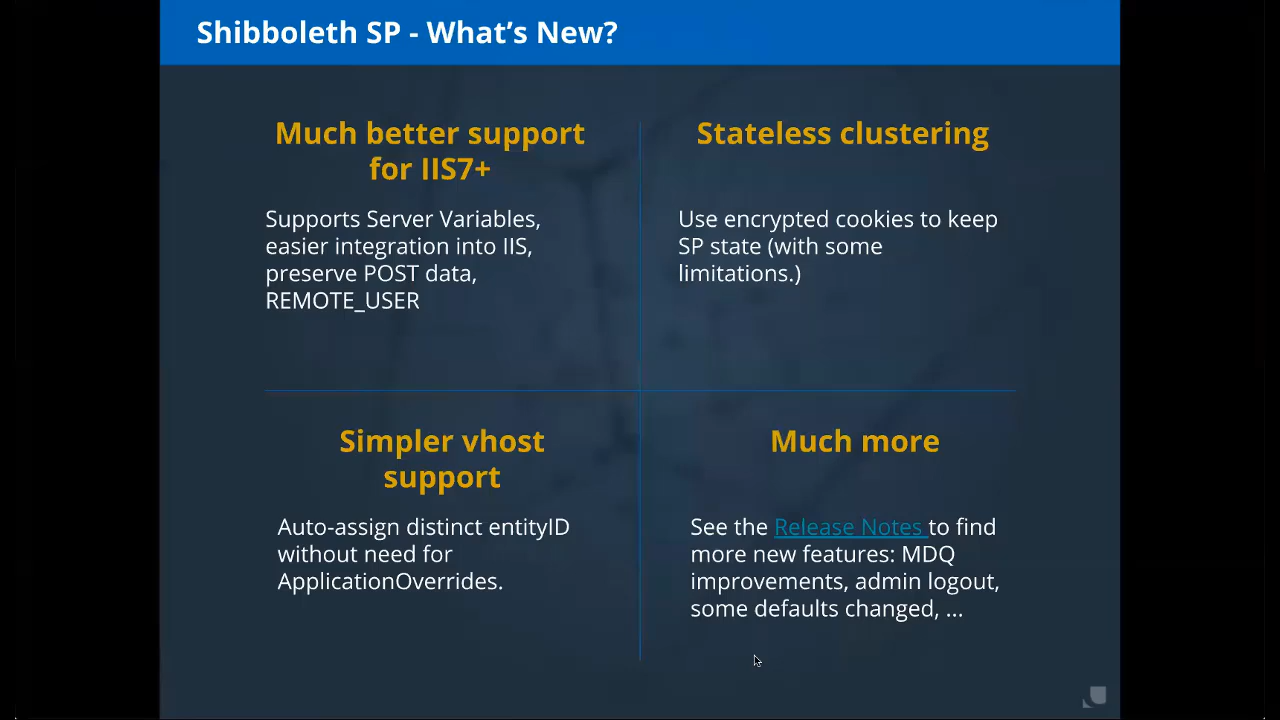 Shibboleth SP - What’s New?
Much better support
for IIS7+
Supports Server Variables,
easier integration into IIS,
preserve POST data,
REMOTE_USER
Stateless clustering
Use encrypted cookies to keep
SP state (with some
limitations.)
Simpler vhost
support
Auto-assign distinct entityID
without need for
ApplicationOverrides.
Much more
See the Release Notes to find
more new features: MDQ
improvements, admin logout,
some defaults changed, ...